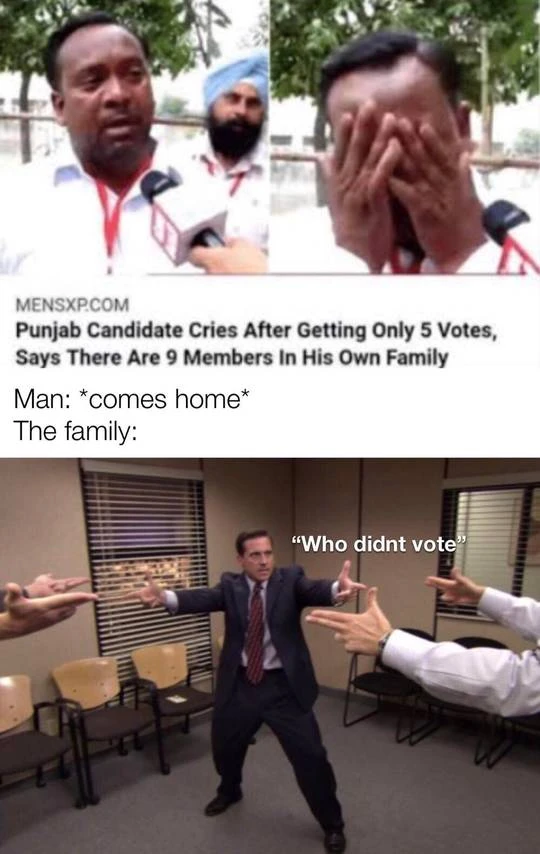 MENSXP.COM
Punjab Candidate Cries After Getting Only 5 Votes,
Says There Are 9 Members In His Own Family
Man: *comes home*
The family:
“Who didnt vote”